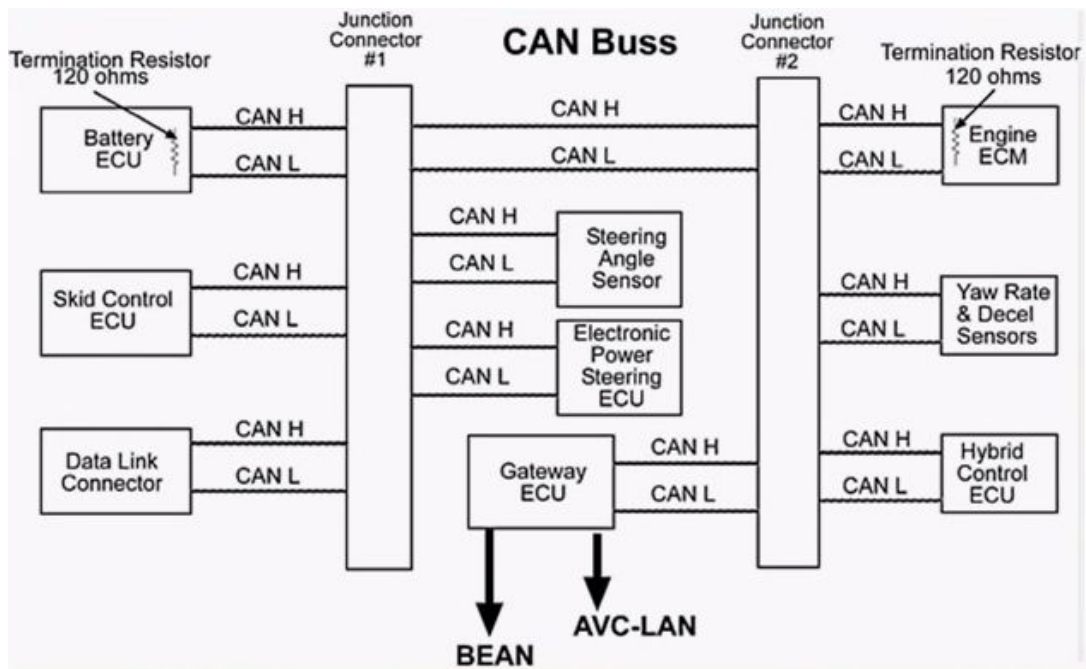 Junction
Connector
#1
CAN Buss
Junction
Connector
#2
Termination Resistor
120 ohms
Termination Resistor
120 ohms
Battery
ECU
CAN H
CAN L
CAN H
CAN L
CAN H
CAN L
Engine
ECM
CAN H
CAN L
Steering
Angle
Sensor
Skid Control
ECU
CAN H
CAN L
CAN H
CAN L
Yaw Rate
& Decel
Sensors
CAN H
CAN L
Electronic
Power
Steering
ECU
Data Link
Connector
CAN H
CAN L
Gateway
ECU
CAN H
CAN L
CAN H
CAN L
Hybrid
Control
ECU
BEAN
AVC-LAN